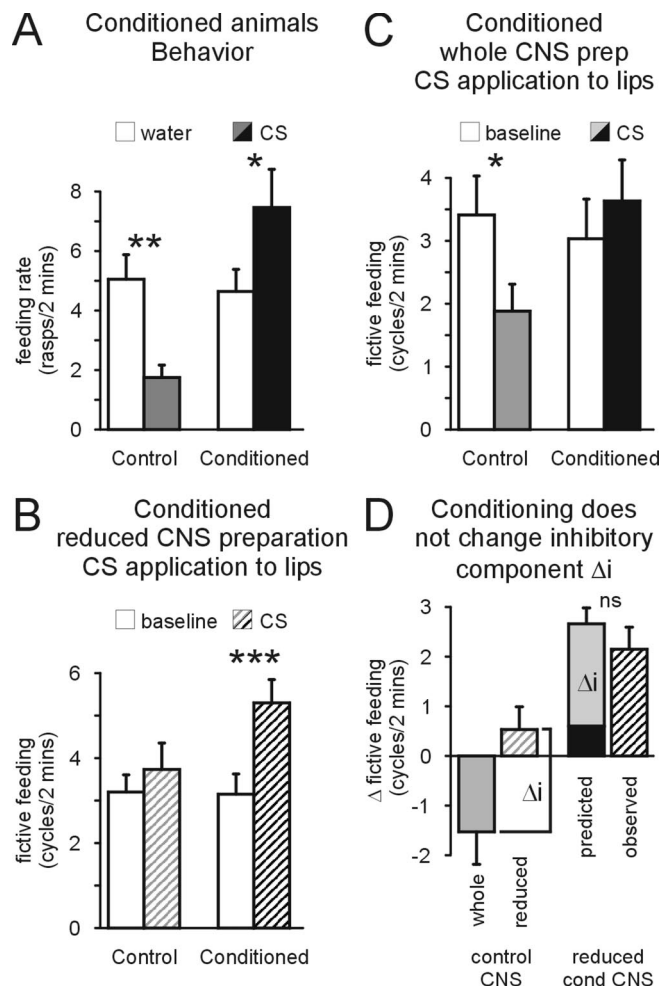 A
Conditioned animals
Behavior
water
CS
feeding rate
(rasps/2 mins)
8
6
4
2
0
**
*
Control
Conditioned
B
Conditioned
reduced CNS preparation
CS application to lips
baseline
CS
fictive feeding
(cycles/2 mins)
6
4
2
0
***
Control
Conditioned
C
Conditioned
whole CNS prep
CS application to lips
baseline
CS
fictive feeding
(cycles/2 mins)
4
3
2
1
0
*
Control
Conditioned
D
Conditioning does
not change inhibitory
component Δi
Δ fictive feeding
(cycles/2 mins)
3
2
1
0
-1
-2
ns
Δi
Δi
whole
reduced
predicted
observed
control
CNS
reduced
cond CNS